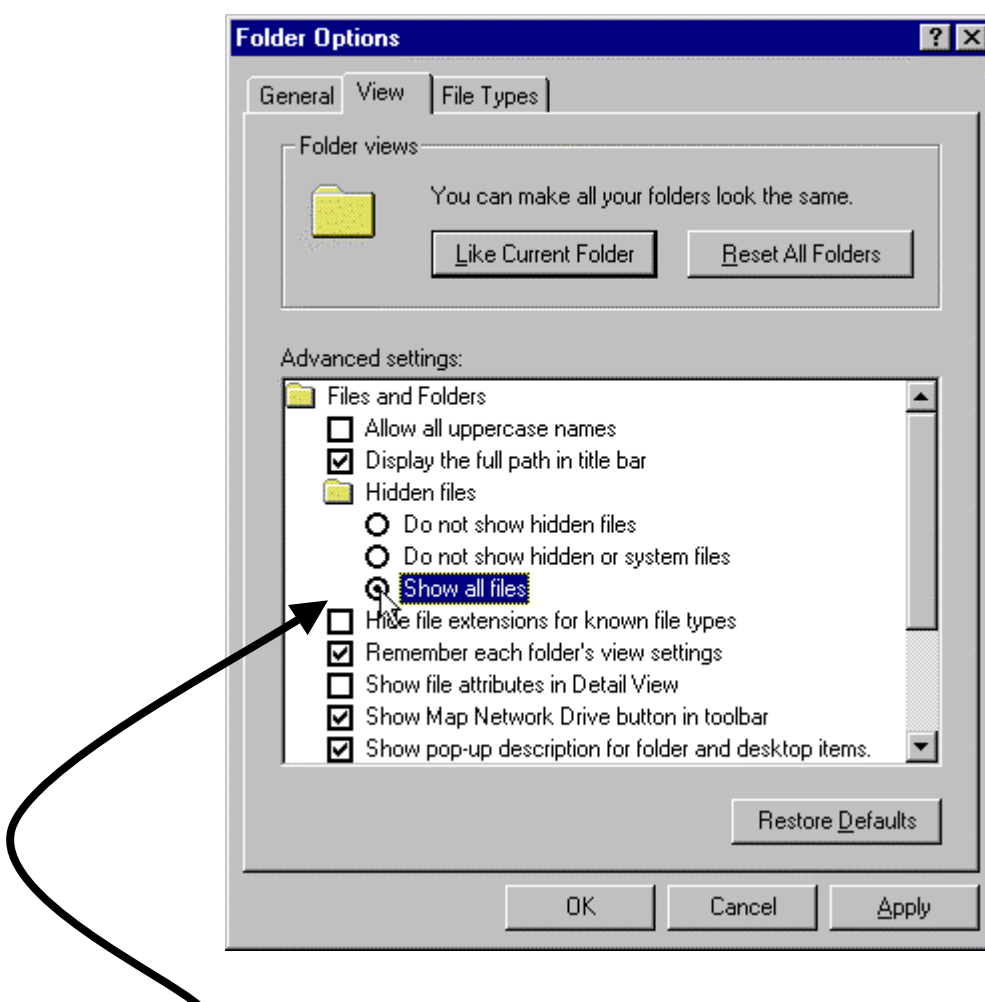 Folder Options
General View File Types
Folder views
You can make all your folders look the same.
Like Current Folder Reset All Folders
Advanced settings:
Files and Folders
Allow all uppercase names
Display the full path in title bar
Hidden files
Do not show hidden files
Do not show hidden or system files
Show all files
Hide file extensions for known file types
Remember each folder's view settings
Show file attributes in Detail View
Show Map Network Drive button in toolbar
Show pop-up description for folder and desktop items.
Restore Defaults
OK Cancel Apply